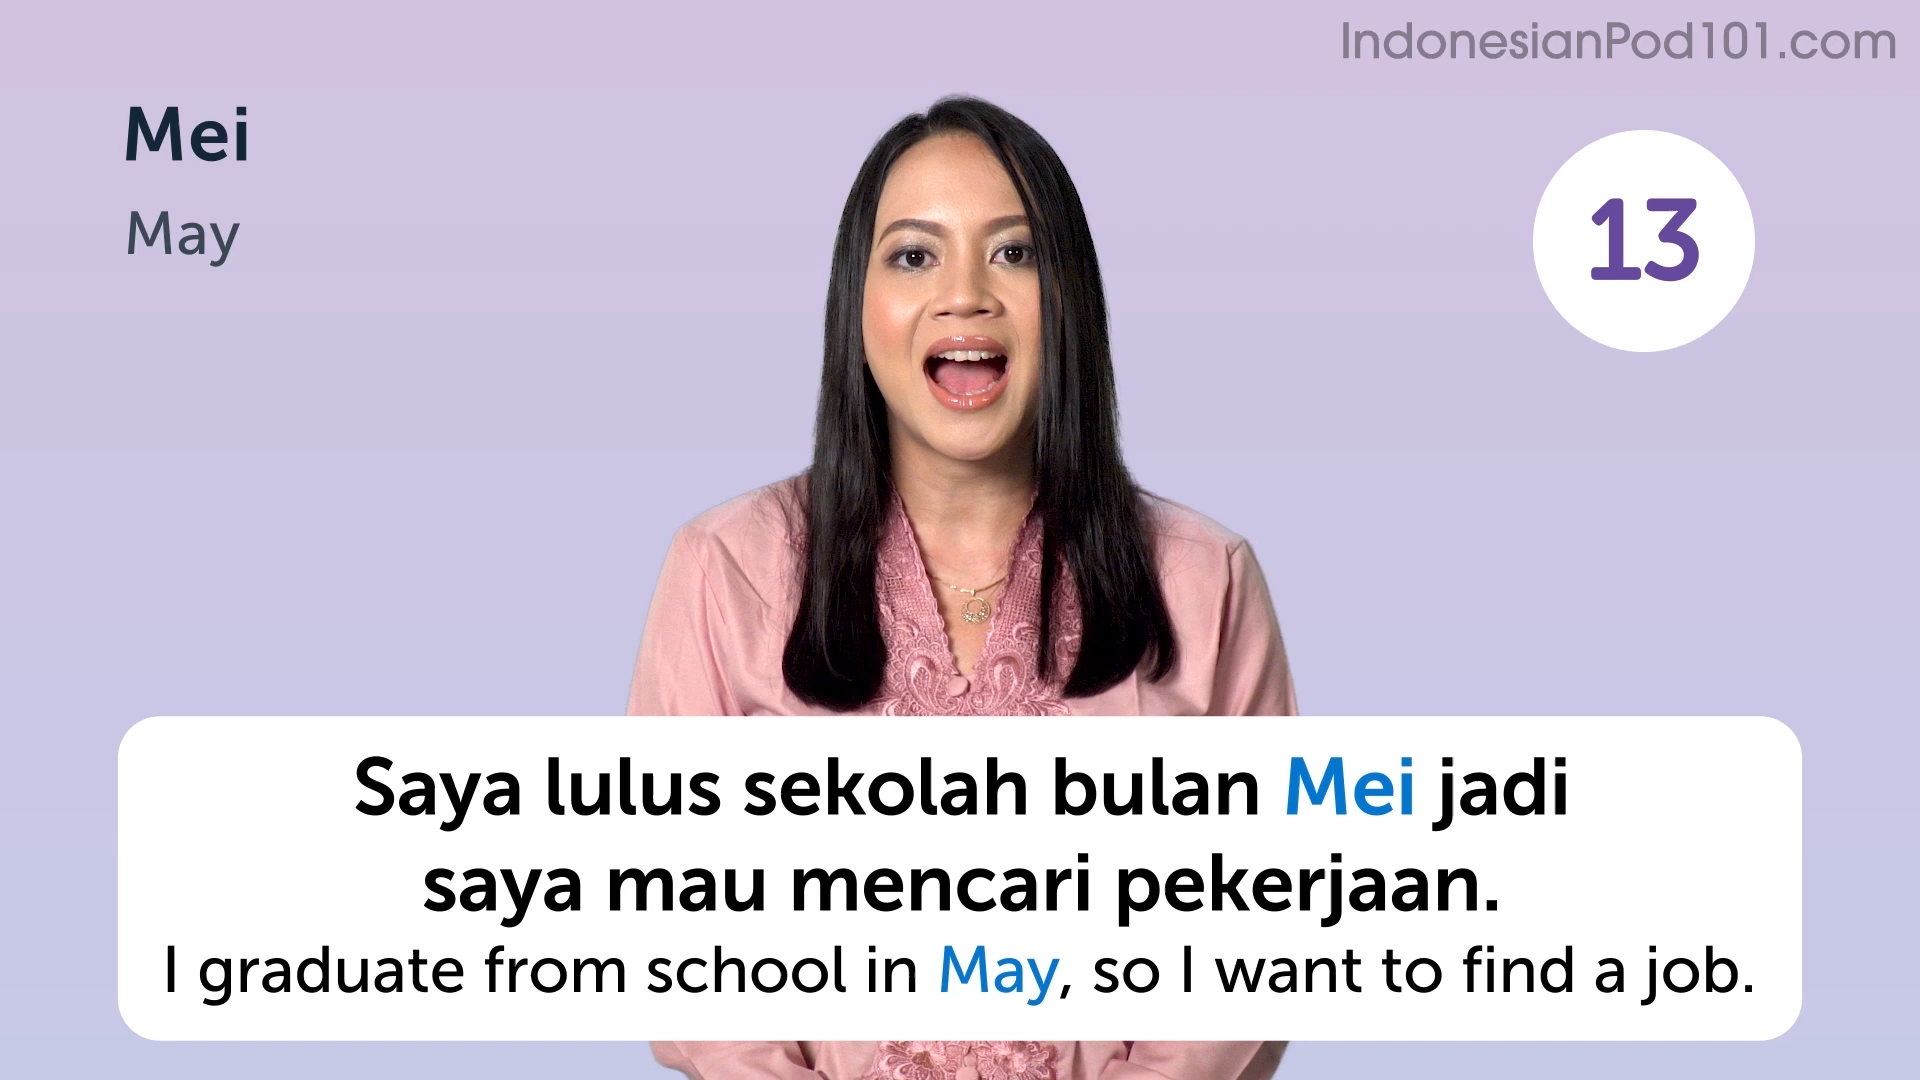 IndonesianPod101.com
Mei
May
13
Saya lulus sekolah bulan Mei jadi
saya mau mencari pekerjaan.
I graduate from school in May, so I want to find a job.